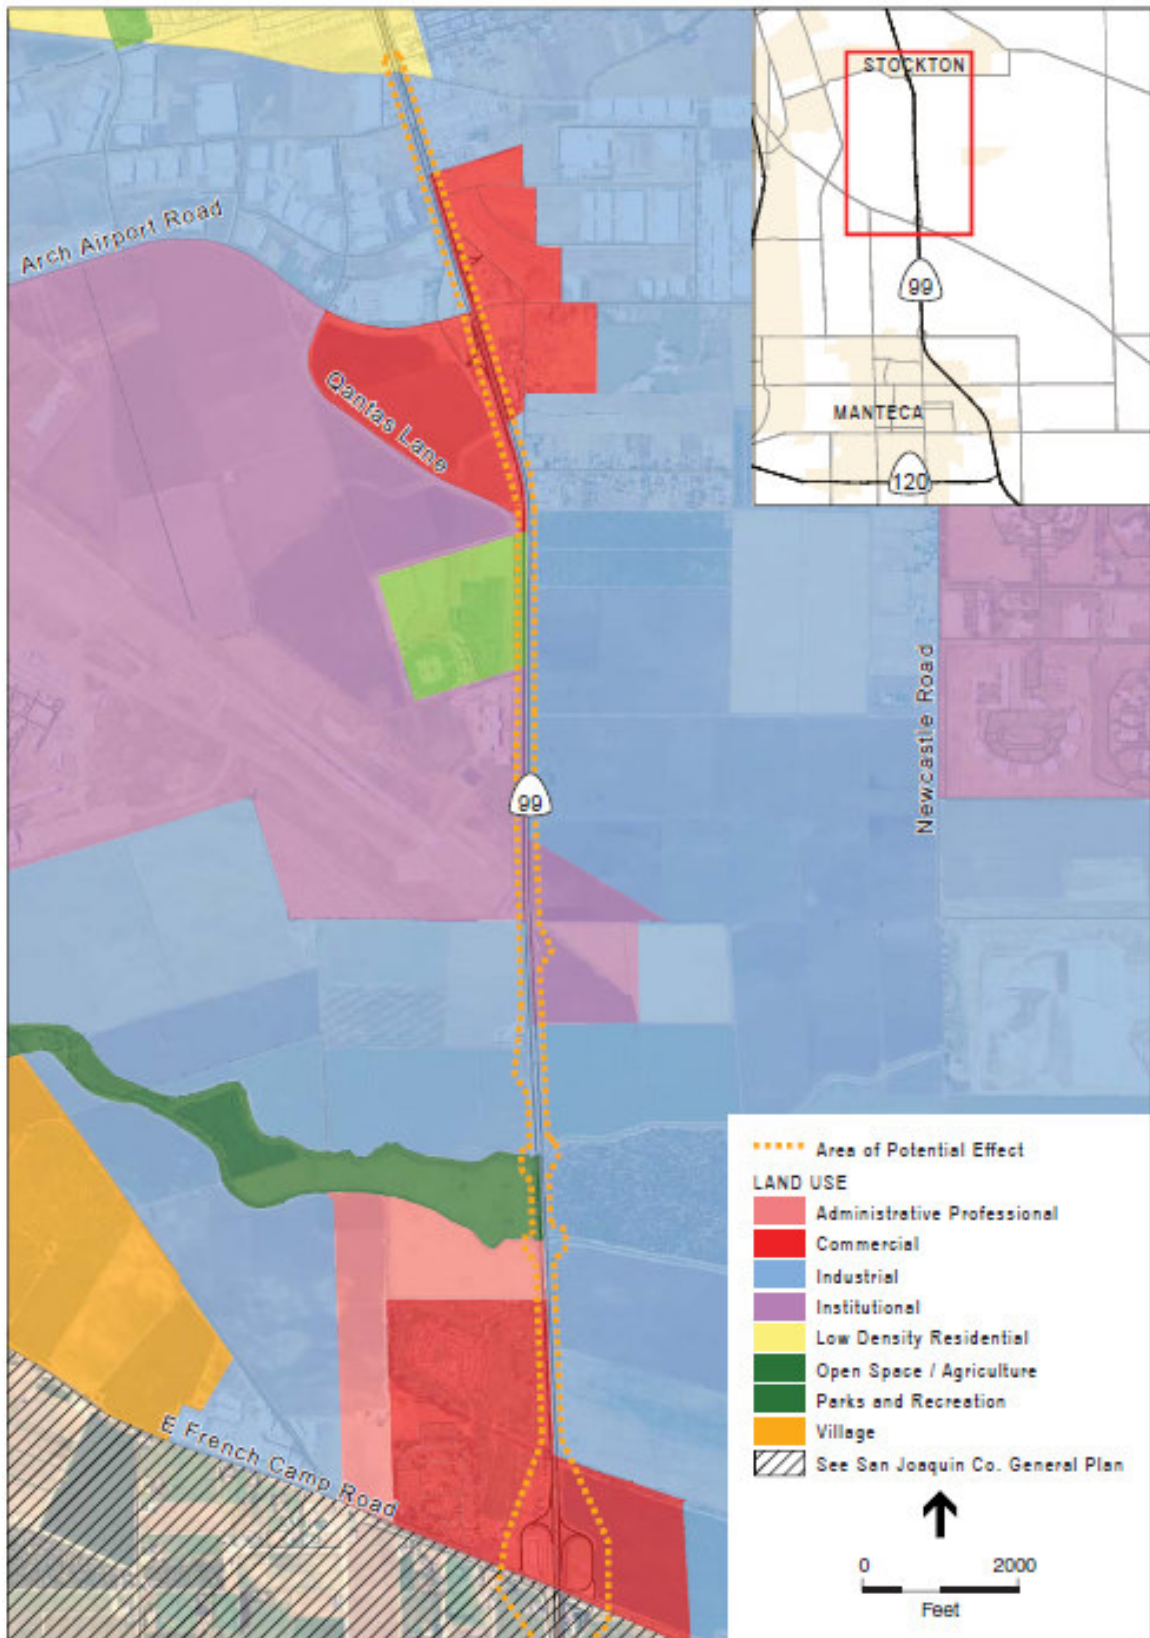 STOCKTON
99
MANTECA
120
Arch Airport Road
Qantas Lane
Newcastle Road
99
E French Camp Road
Area of Potential Effect
LAND USE
Administrative Professional
Commercial
Industrial
Institutional
Low Density Residential
Open Space / Agriculture
Parks and Recreation
Village
See San Joaquin Co. General Plan
0 2000
Feet